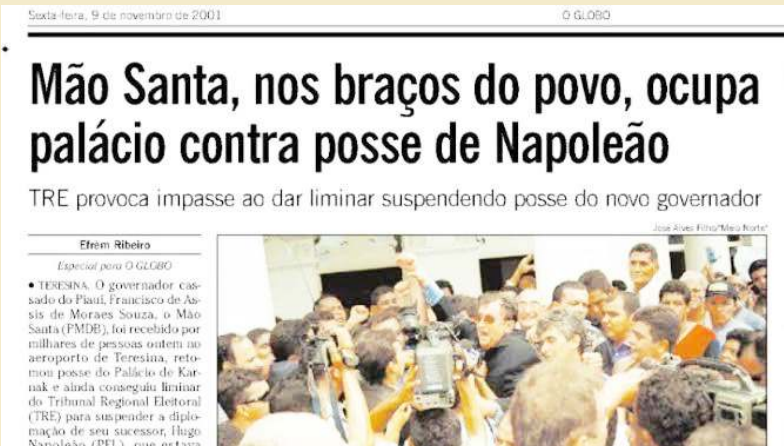 Sexta-feira, 9 de novembro de 2001
O GLOBO
Mão Santa, nos braços do povo, ocupa
palácio contra posse de Napoleão
TRE provoca impasse ao dar liminar suspendendo posse do novo governador
José Alves Filho/"Meio Norte"
Efrém Ribeiro
Especial para O GLOBO
• TERESINA. O governador cas-
sado do Piauí, Francisco de As-
sis de Moraes Souza, o Mão
Santa (PMDB), foi recebido por
milhares de pessoas ontem no
aeroporto de Teresina, reto-
mou posse do Palácio de Kar-
nak e ainda conseguiu liminar
do Tribunal Regional Eleitoral
(TRE) para suspender a diplo-
mação de seu sucessor, Hugo
Napoleão (PFL), que estava